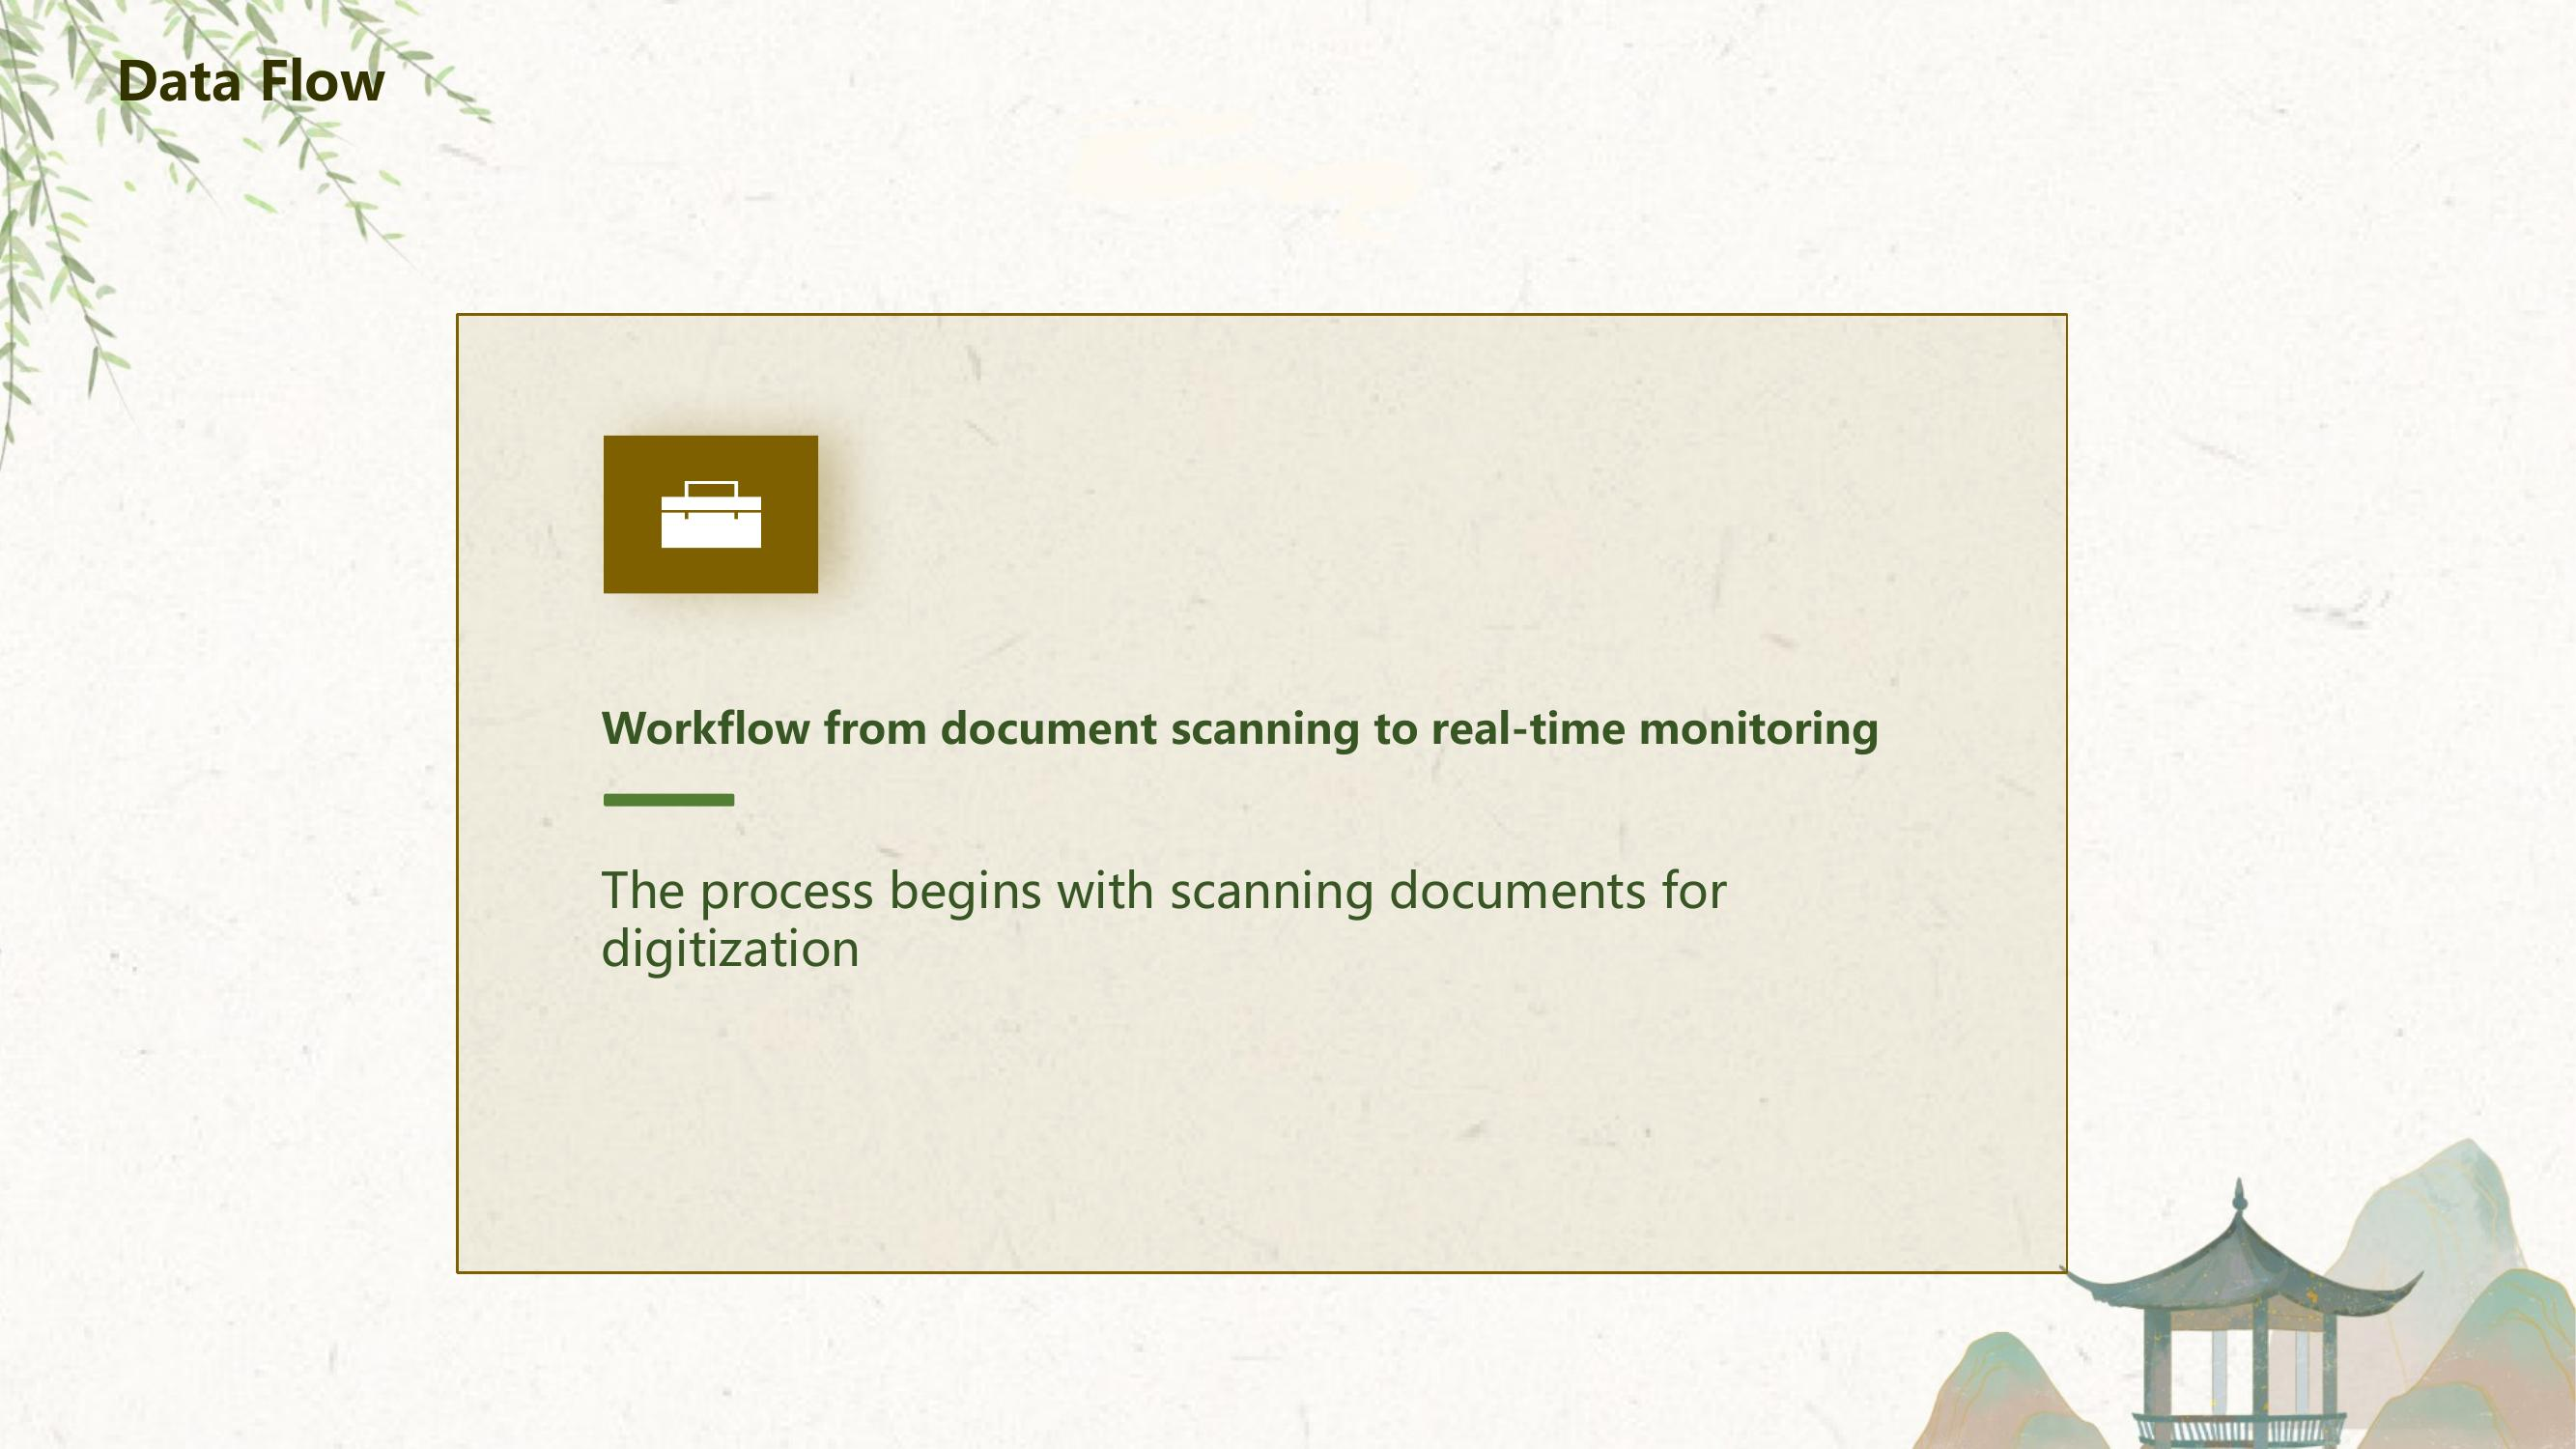 Data Flow
Workflow from document scanning to real-time monitoring
The process begins with scanning documents for
digitization